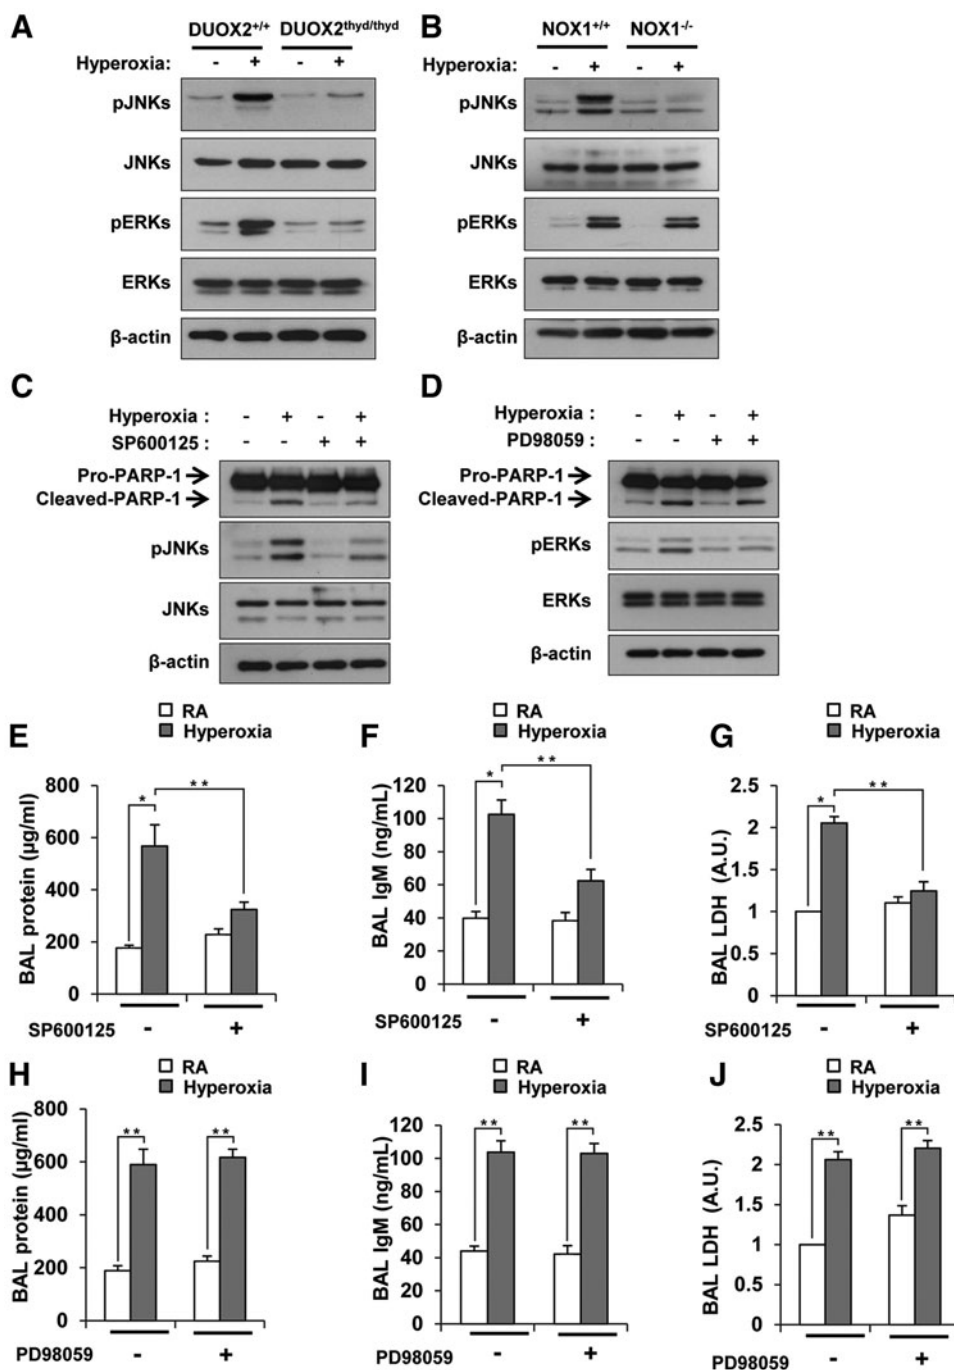 A
DUOX2+/+ DUOX2thyd/thyd
Hyperoxia: - + - +
pJNKs
JNKs
pERKs
ERKs
β-actin
B
NOX1+/+ NOX1-/-
Hyperoxia: - + - +
pJNKs
JNKs
pERKs
ERKs
β-actin
C
Hyperoxia : - + - +
SP600125 : - - + +
Pro-PARP-1
Cleaved-PARP-1
pJNKs
JNKs
β-actin
D
Hyperoxia : - + - +
PD98059 : - - + +
Pro-PARP-1
Cleaved-PARP-1
pERKs
ERKs
β-actin
E
RA
Hyperoxia
BAL protein (µg/ml)
800
600
400
200
0
*
**
SP600125 - +
F
RA
Hyperoxia
BAL IgM (ng/mL)
120
100
80
60
40
20
0
*
**
SP600125 - +
G
RA
Hyperoxia
BAL LDH (A.U.)
2.5
2
1.5
1
0.5
0
*
**
SP600125 - +
H
RA
Hyperoxia
BAL protein (µg/ml)
800
600
400
200
0
**
**
PD98059 - +
I
RA
Hyperoxia
BAL IgM (ng/mL)
120
100
80
60
40
20
0
**
**
PD98059 - +
J
RA
Hyperoxia
BAL LDH (A.U.)
2.5
2
1.5
1
0.5
0
**
**
PD98059 - +